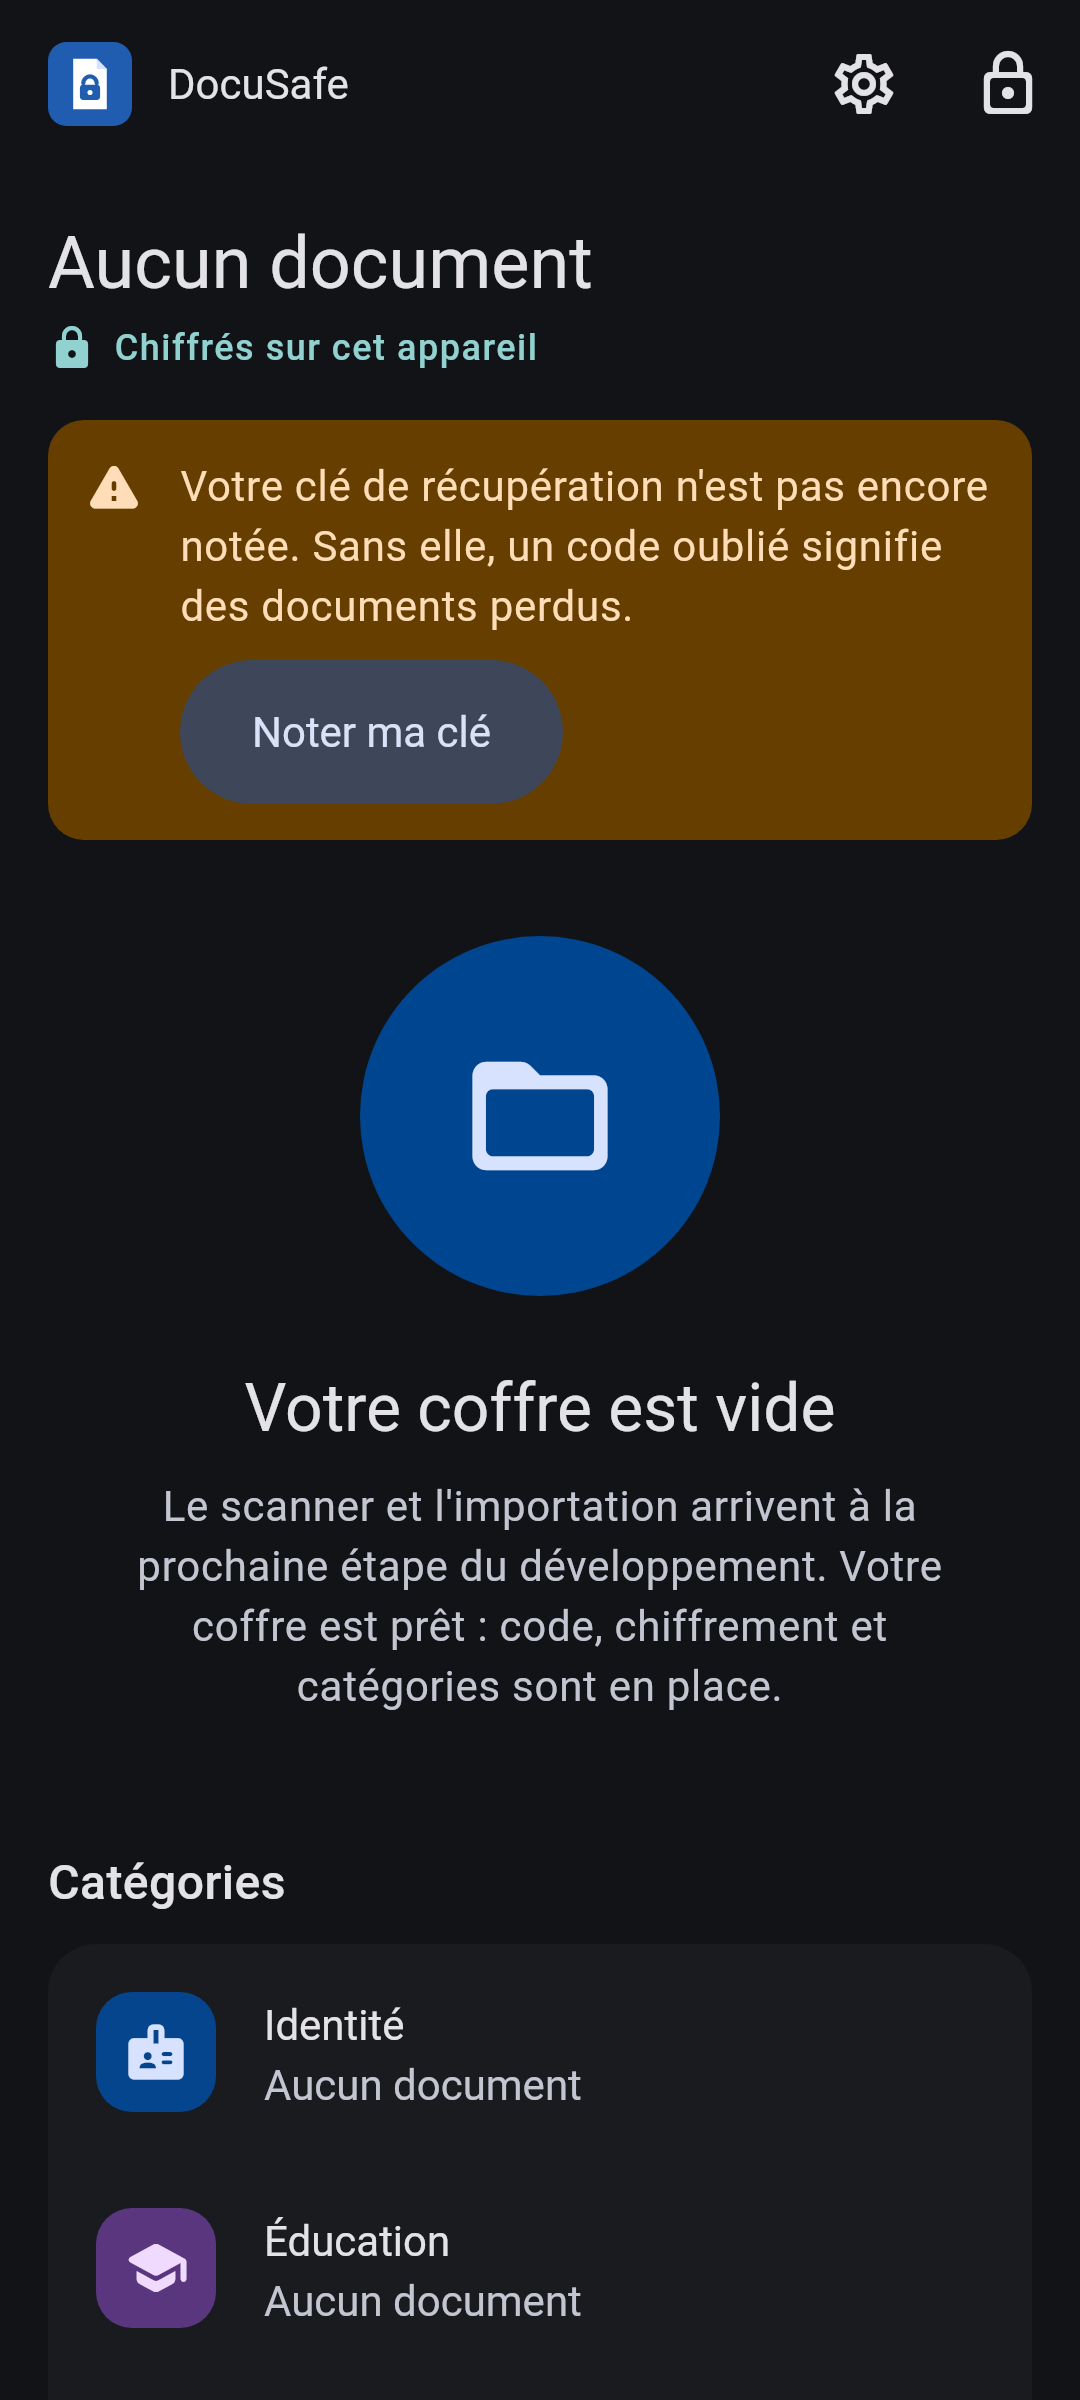 DocuSafe
Aucun document
Chiffrés sur cet appareil
Votre clé de récupération n'est pas encore
notée. Sans elle, un code oublié signifie
des documents perdus.
Noter ma clé
Votre coffre est vide
Le scanner et l'importation arrivent à la
prochaine étape du développement. Votre
coffre est prêt : code, chiffrement et
catégories sont en place.
Catégories
Identité
Aucun document
Éducation
Aucun document